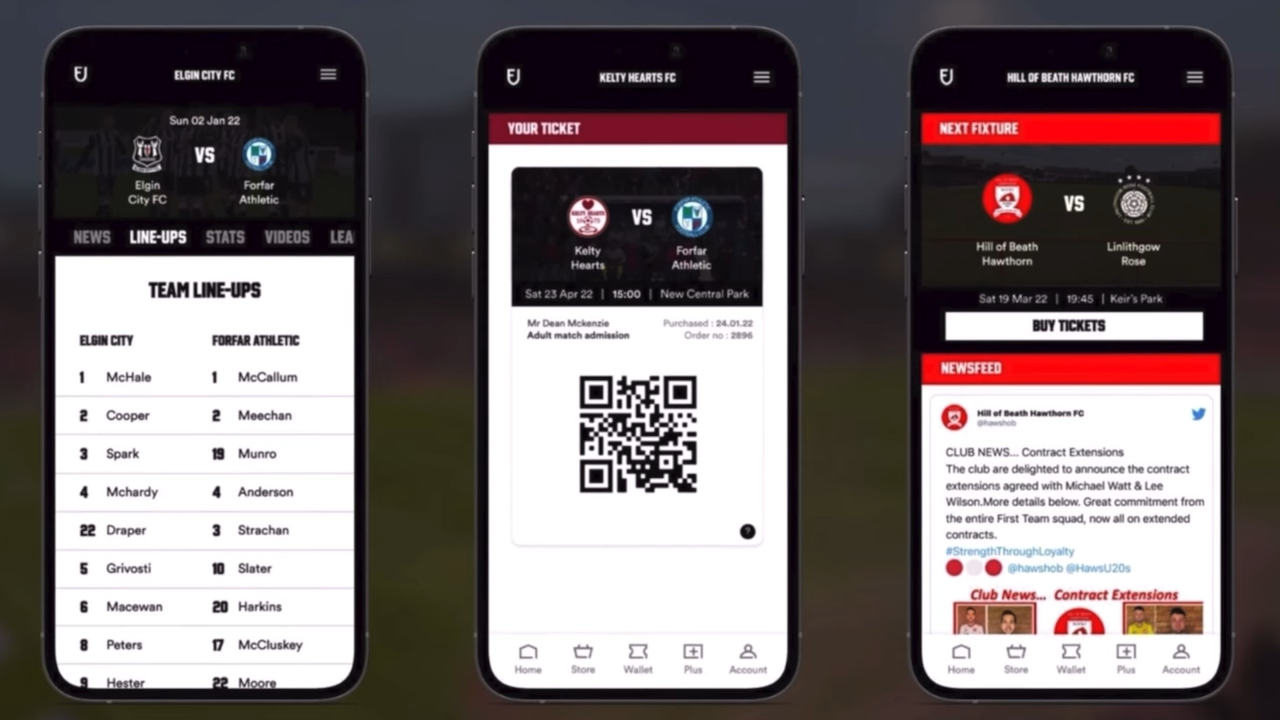 ELGIN CITY FC
Sun 02 Jan 22
VS
Elgin
City FC
Forfar
Athletic
NEWS LINE-UPS STATS VIDEOS LEA
TEAM LINE-UPS
ELGIN CITY FORFAR ATHLETIC
1 McHale 1 McCallum
2 Cooper 2 Meechan
3 Spark 19 Munro
4 Mchardy 4 Anderson
22 Draper 3 Strachan
5 Grivosti 10 Slater
6 Macewan 20 Harkins
8 Peters 17 McCluskey
9 Hester 22 Moore
KELTY HEARTS FC
YOUR TICKET
KELTY HEARTS
VS
Kelty
Hearts
Forfar
Athletic
Sat 23 Apr 22 | 15:00 | New Central Park
Mr Dean Mckenzie Purchased : 24.01.22
Adult match admission Order no : 2896
?
Home Store Wallet Plus Account
HILL OF BEATH HAWTHORN FC
NEXT FIXTURE
VS
Hill of Beath
Hawthorn
Linlithgow
Rose
Sat 19 Mar 22 | 19:45 | Keir's Park
BUY TICKETS
NEWSFEED
Hill of Beath Hawthorn FC
@hawshob
CLUB NEWS... Contract Extensions
The club are delighted to announce the contract
extensions agreed with Michael Watt & Lee
Wilson.More details below. Great commitment from
the entire First Team squad, now all on extended
contracts.
#StrengthThroughLoyalty
@hawshob @HawsU20s
Club News... Contract Extensions
Home Store Wallet Plus Account